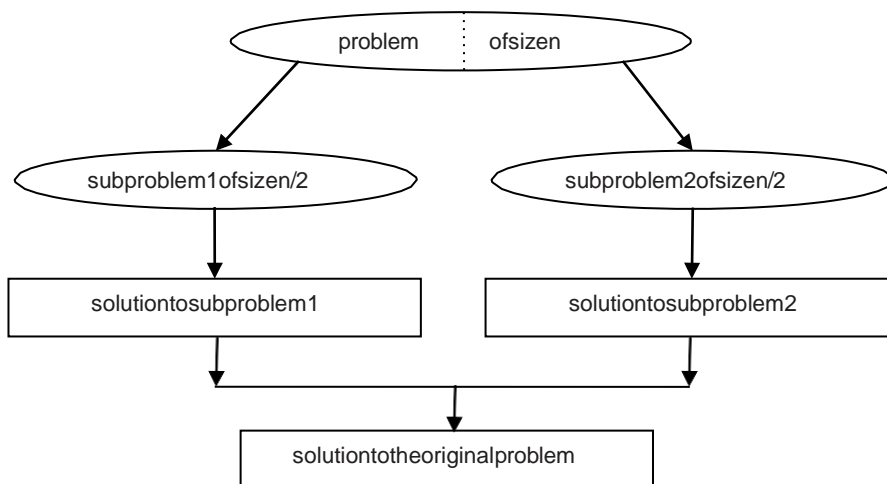 problem ofsizen
subproblem1ofsizen/2
subproblem2ofsizen/2
solutiontosubproblem1
solutiontosubproblem2
solutiontotheoriginalproblem